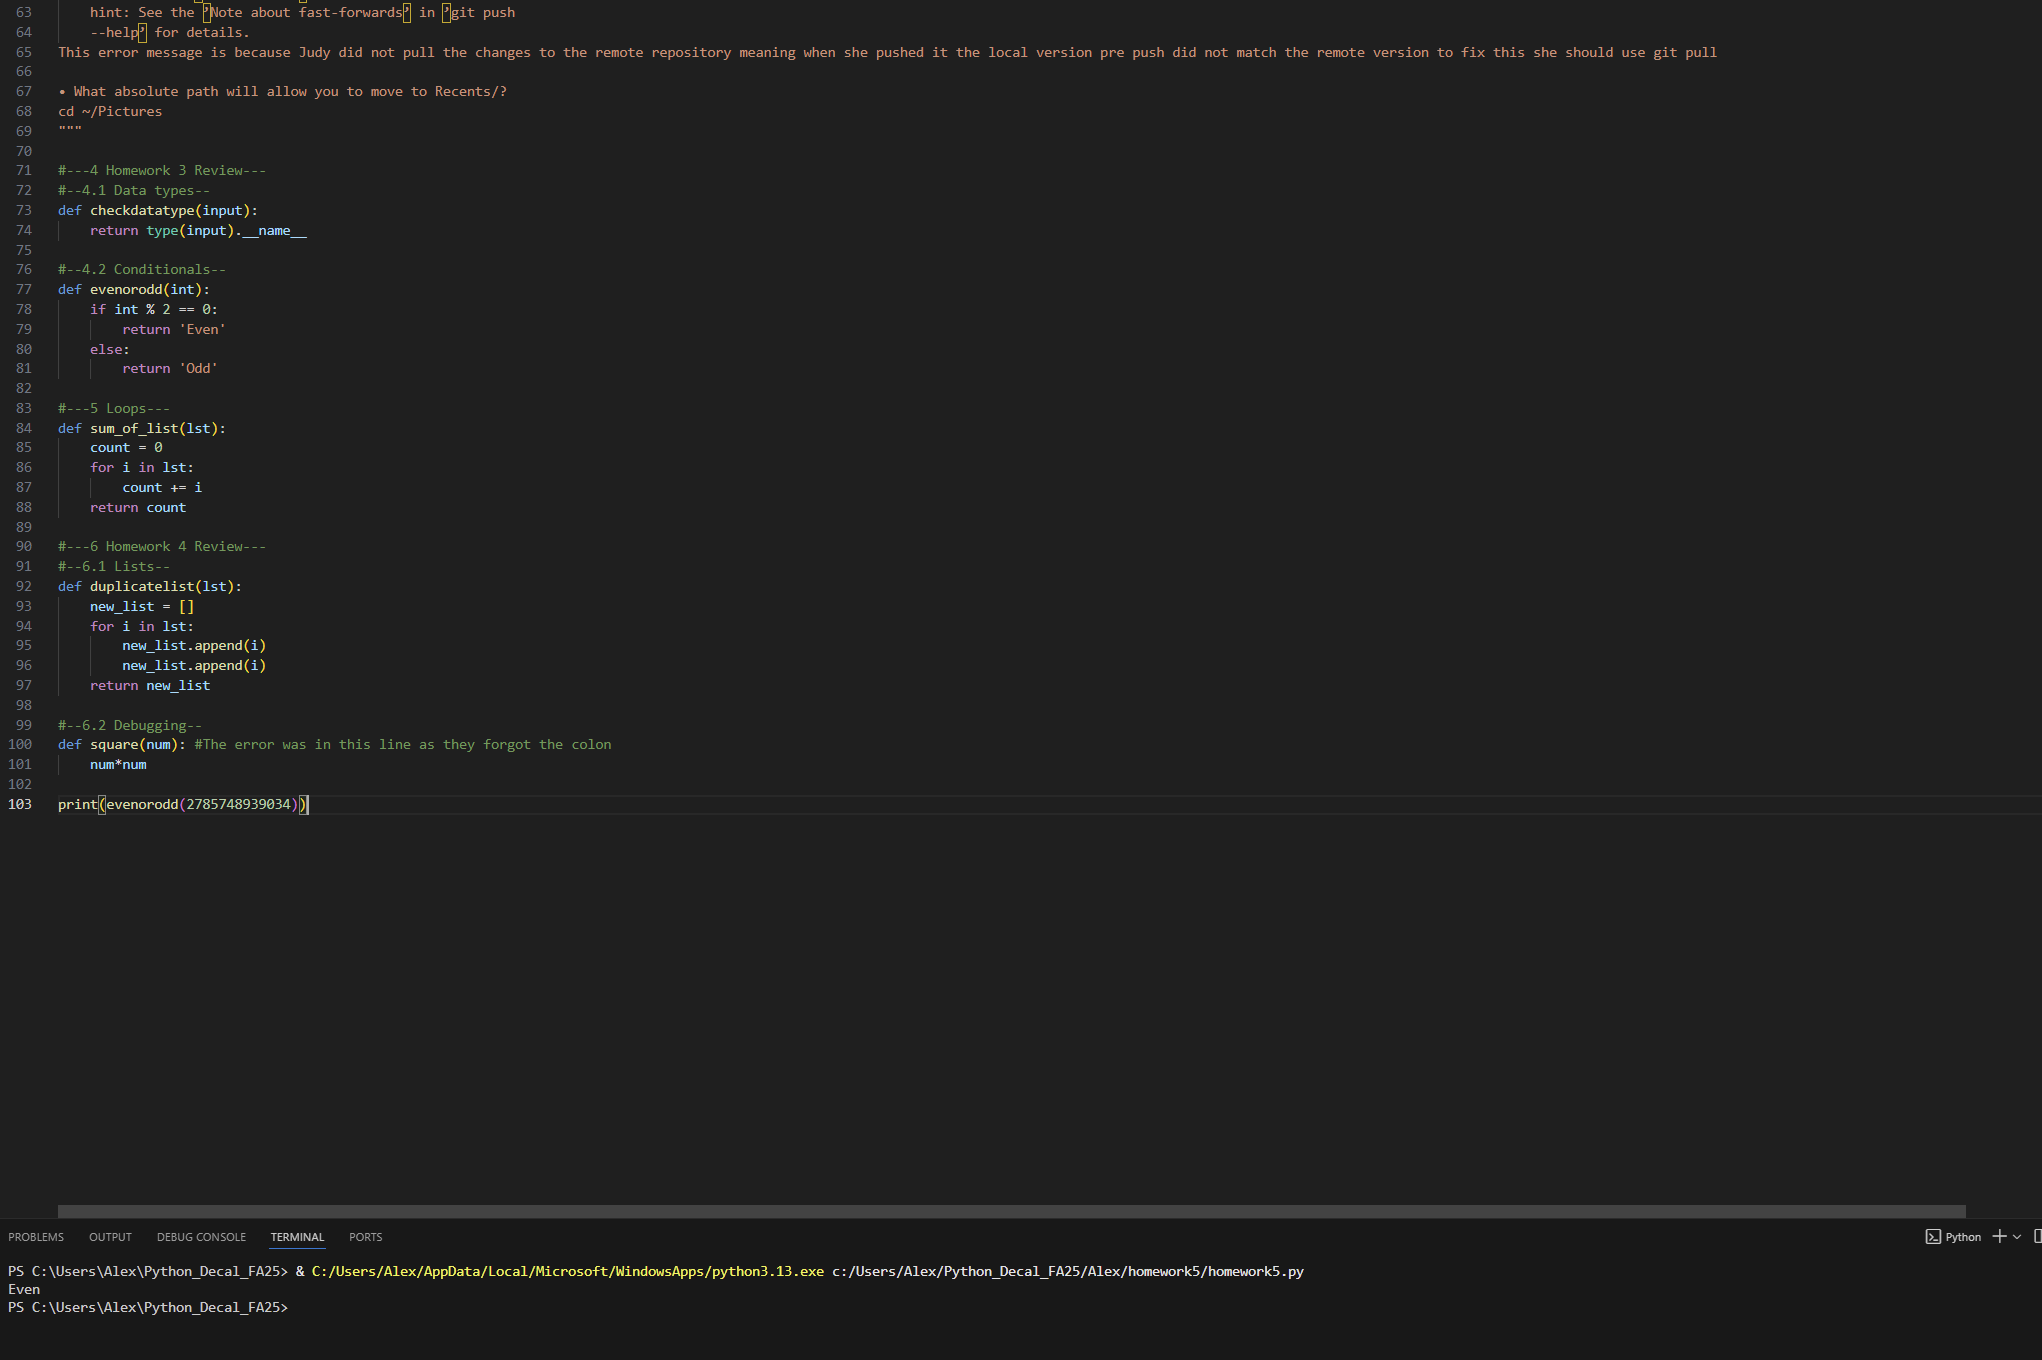 63 hint: See the ’Note about fast-forwards’ in ’git push
64 --help’ for details.
65 This error message is because Judy did not pull the changes to the remote repository meaning when she pushed it the local version pre push did not match the remote version to fix this she should use git pull
66
67 • What absolute path will allow you to move to Recents/?
68 cd ~/Pictures
69 """
70
71 #---4 Homework 3 Review---
72 #--4.1 Data types--
73 def checkdatatype(input):
74     return type(input).__name__
75
76 #--4.2 Conditionals--
77 def evenorodd(int):
78     if int % 2 == 0:
79         return 'Even'
80     else:
81         return 'Odd'
82
83 #---5 Loops---
84 def sum_of_list(lst):
85     count = 0
86     for i in lst:
87         count += i
88     return count
89
90 #---6 Homework 4 Review---
91 #--6.1 Lists--
92 def duplicatelist(lst):
93     new_list = []
94     for i in lst:
95         new_list.append(i)
96         new_list.append(i)
97     return new_list
98
99 #--6.2 Debugging--
100 def square(num): #The error was in this line as they forgot the colon
101     num*num
102
103 print(evenorodd(2785748939034))
PROBLEMS OUTPUT DEBUG CONSOLE TERMINAL PORTS Python
PS C:\Users\Alex\Python_Decal_FA25> & C:/Users/Alex/AppData/Local/Microsoft/WindowsApps/python3.13.exe c:/Users/Alex/Python_Decal_FA25/Alex/homework5/homework5.py
Even
PS C:\Users\Alex\Python_Decal_FA25>